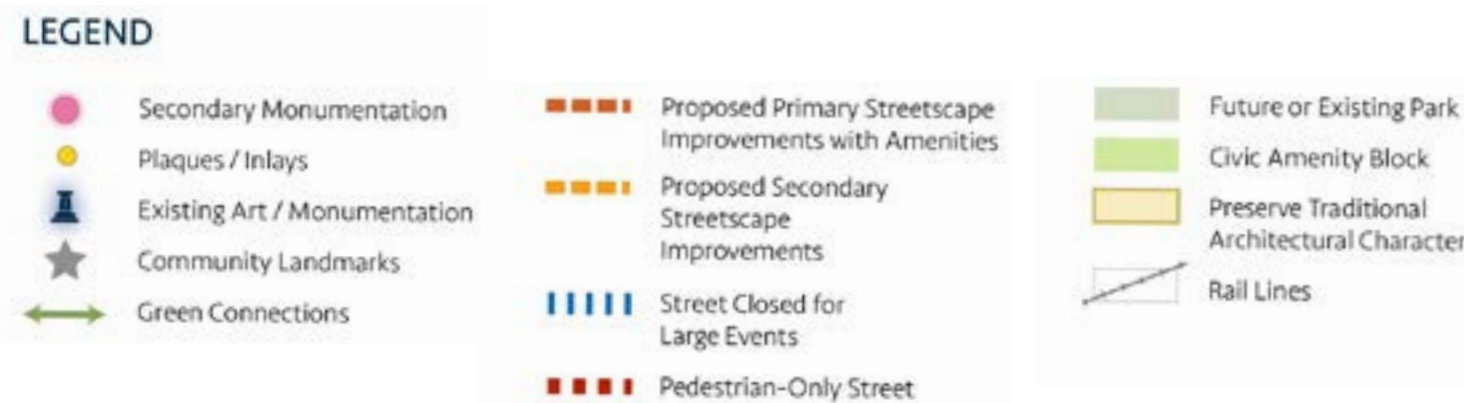 LEGEND
Secondary Monumentation
Plaques / Inlays
Existing Art / Monumentation
Community Landmarks
Green Connections
Proposed Primary Streetscape
Improvements with Amenities
Proposed Secondary
Streetscape
Improvements
Street Closed for
Large Events
Pedestrian-Only Street
Future or Existing Park
Civic Amenity Block
Preserve Traditional
Architectural Character
Rail Lines